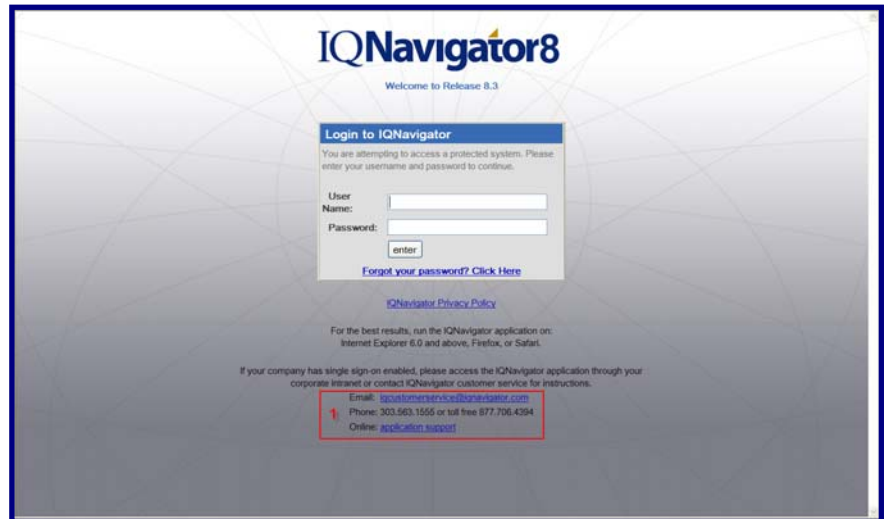 IQNavigator8
Welcome to Release 8.3
Login to IQNavigator
You are attempting to access a protected system. Please
enter your username and password to continue.
User
Name:
Password:
enter
Forgot your password? Click Here
IQNavigator Privacy Policy
For the best results, run the IQNavigator application on:
Internet Explorer 6.0 and above, Firefox, or Safari.
If your company has single sign-on enabled, please access the IQNavigator application through your
corporate intranet or contact IQNavigator customer service for instructions.
Email: iqcustomerservice@iqnavigator.com
1 Phone: 303.563.1555 or toll free 877.706.4394
Online: application support